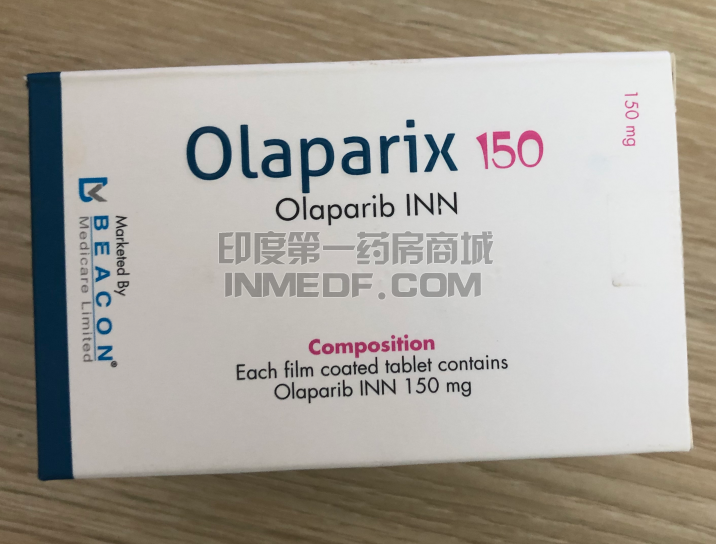 Olaparix 150
Olaparib INN
150 mg
印度第一药房商城
INMEDF.COM
Composition
Each film coated tablet contains
Olaparib INN 150 mg
Marketed By
BEACON®
Medicare Limited